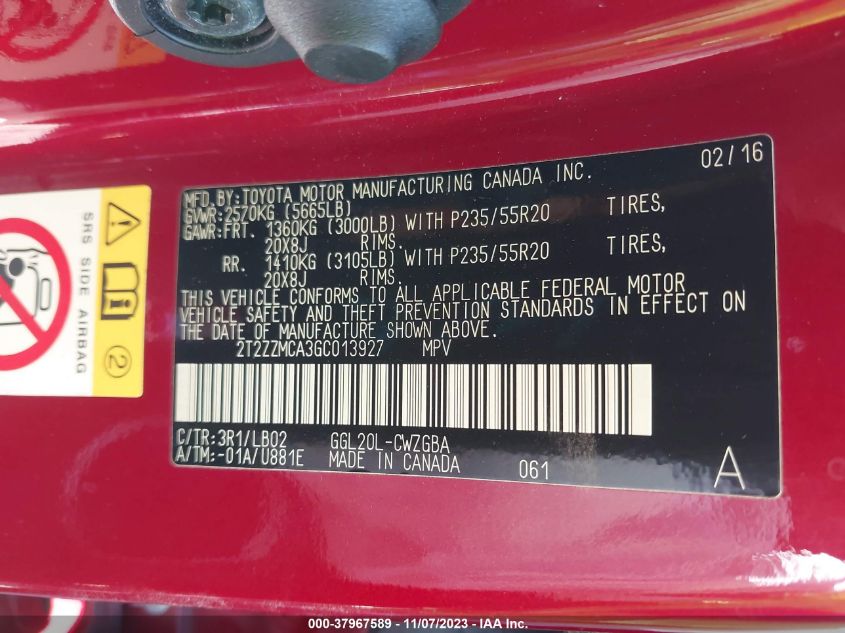 SRS SIDE AIRBAG
2
02/16
MFD. BY: TOYOTA MOTOR MANUFACTURING CANADA INC.
GVWR: 2570KG (5665LB)
GAWR: FRT. 1360KG (3000LB) WITH P235/55R20 TIRES,
20X8J RIMS.
RR. 1410KG (3105LB) WITH P235/55R20 TIRES,
20X8J RIMS.
THIS VEHICLE CONFORMS TO ALL APPLICABLE FEDERAL MOTOR
VEHICLE SAFETY AND THEFT PREVENTION STANDARDS IN EFFECT ON
THE DATE OF MANUFACTURE SHOWN ABOVE.
2T2ZZMCA3GC013927 MPV
C/TR: 3R1/LB02 GGL20L-CWZGBA
A/TM: -01A/U881E MADE IN CANADA 061 A
000-37967589 - 11/07/2023 - IAA Inc.